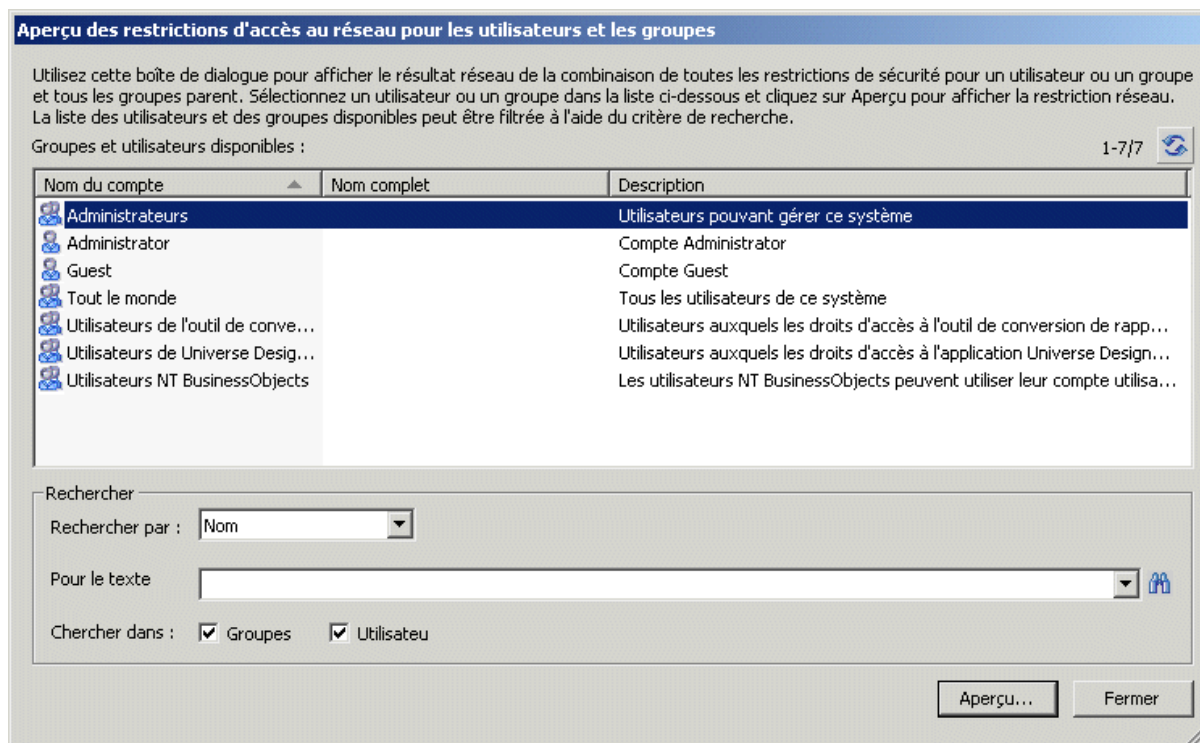 Aperçu des restrictions d'accès au réseau pour les utilisateurs et les groupes
Utilisez cette boîte de dialogue pour afficher le résultat réseau de la combinaison de toutes les restrictions de sécurité pour un utilisateur ou un groupe
et tous les groupes parent. Sélectionnez un utilisateur ou un groupe dans la liste ci-dessous et cliquez sur Aperçu pour afficher la restriction réseau.
La liste des utilisateurs et des groupes disponibles peut être filtrée à l'aide du critère de recherche.
Groupes et utilisateurs disponibles : 1-7/7
Nom du compte Nom complet Description
Administrateurs Utilisateurs pouvant gérer ce système
Administrator Compte Administrator
Guest Compte Guest
Tout le monde Tous les utilisateurs de ce système
Utilisateurs de l'outil de conve... Utilisateurs auxquels les droits d'accès à l'outil de conversion de rapp...
Utilisateurs de Universe Desig... Utilisateurs auxquels les droits d'accès à l'application Universe Design...
Utilisateurs NT BusinessObjects Les utilisateurs NT BusinessObjects peuvent utiliser leur compte utilisa...
Rechercher
Rechercher par : Nom
Pour le texte
Chercher dans : Groupes Utilisateu
Aperçu... Fermer